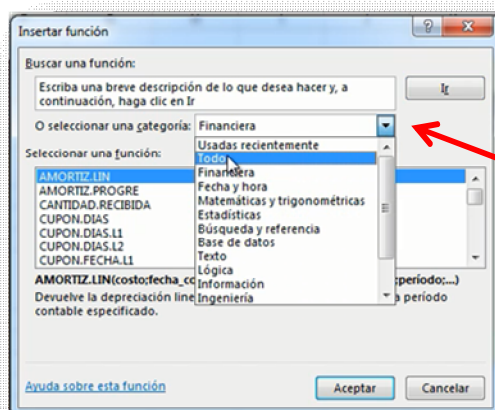 Insertar función
Buscar una función:
Escriba una breve descripción de lo que desea hacer y, a
continuación, haga clic en Ir
Ir
O seleccionar una categoría: Financiera
Usadas recientemente
Todo
Financiera
Fecha y hora
Matemáticas y trigonométricas
Estadísticas
Búsqueda y referencia
Base de datos
Texto
Lógica
Información
Ingeniería
Seleccionar una función:
AMORTIZ.LIN
AMORTIZ.PROGRE
CANTIDAD.RECIBIDA
CUPON.DIAS
CUPON.DIAS.L1
CUPON.DIAS.L2
CUPON.FECHA.L1
AMORTIZ.LIN(costo;fecha_co ;período;...)
Devuelve la depreciación line a período
contable especificado.
Ayuda sobre esta función
Aceptar
Cancelar